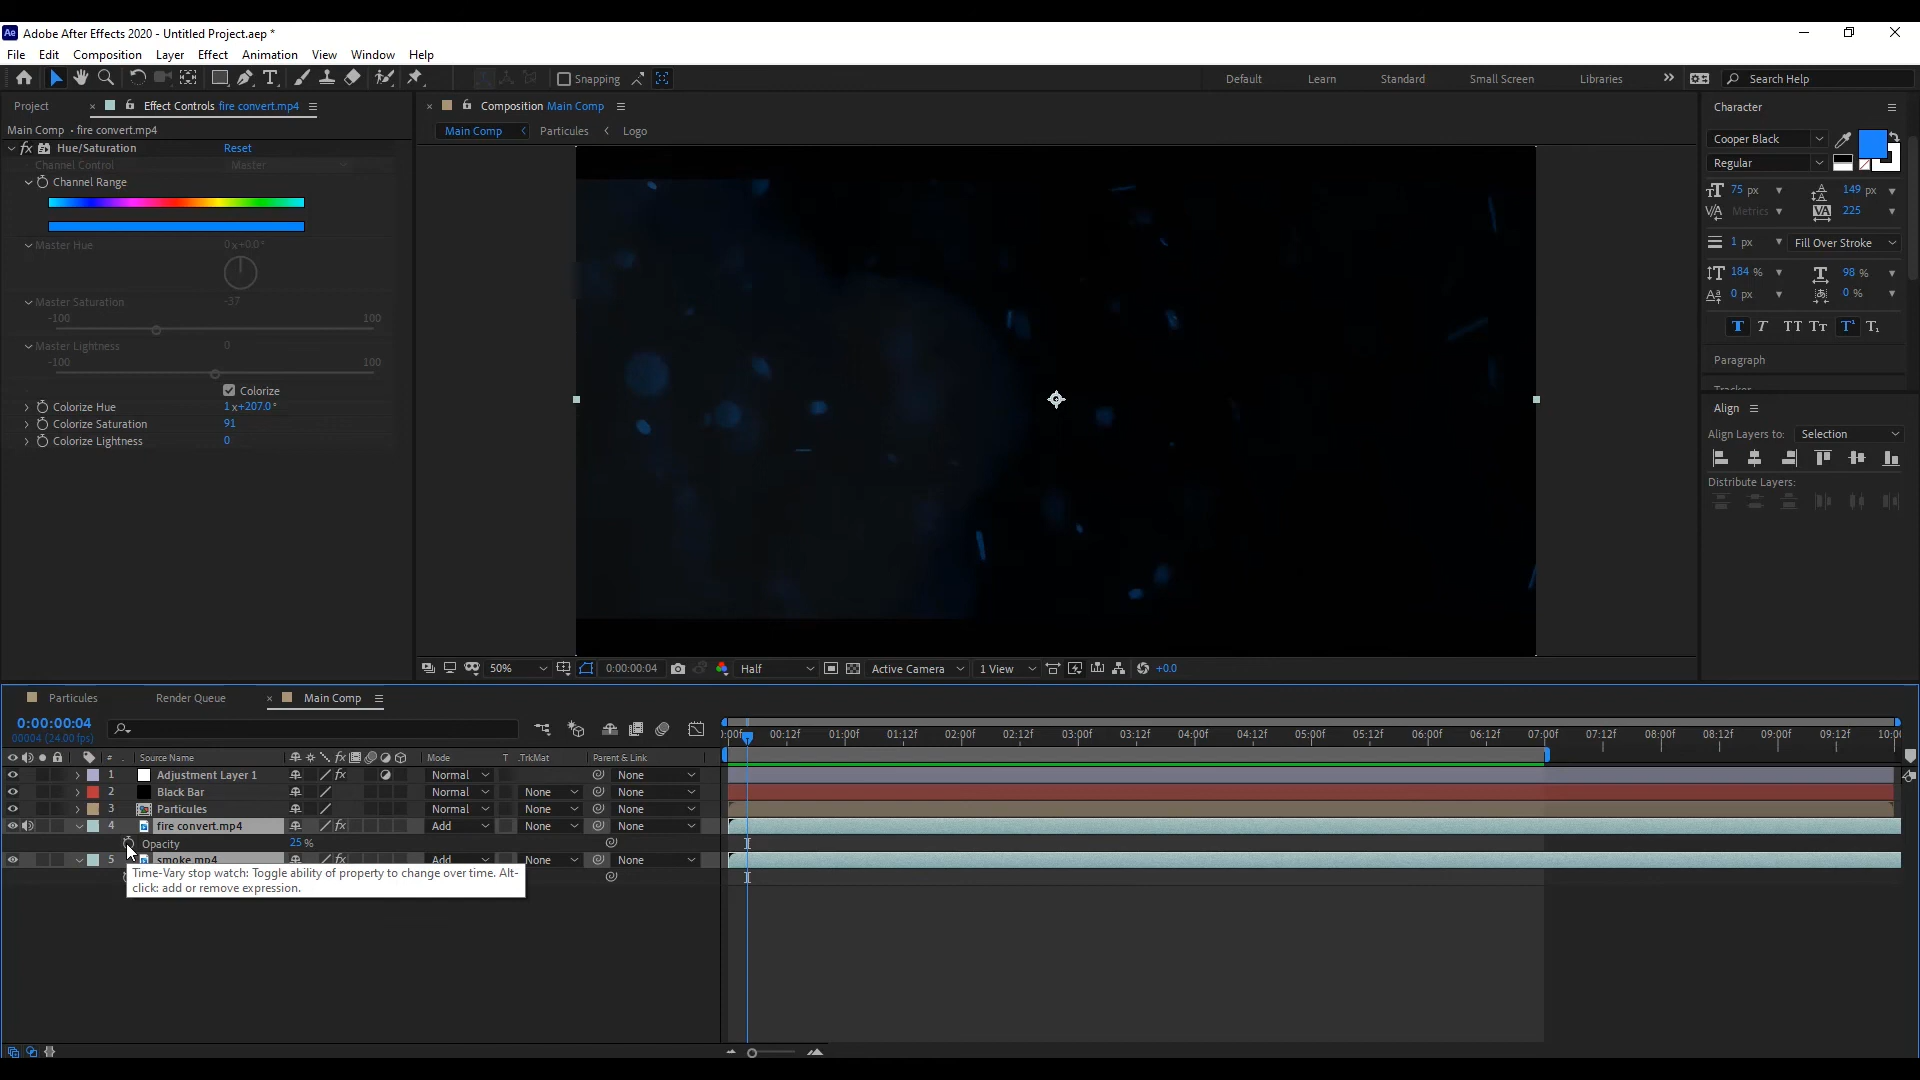 Ae Adobe After Effects 2020 - Untitled Project.aep *
File Edit Composition Layer Effect Animation View Window Help
Snapping Default Learn Standard Small Screen Libraries Search Help
Project Effect Controls fire convert.mp4
Main Comp • fire convert.mp4
fx Hue/Saturation Reset
Channel Control Master
Channel Range
Master Hue 0x+0.0°
Master Saturation -37
-100 100
Master Lightness 0
-100 100
Colorize
Colorize Hue 1x+207.0°
Colorize Saturation 91
Colorize Lightness 0
Composition Main Comp
Main Comp Particules Logo
50% 0:00:00:04 Half Active Camera 1 View +0.0
Character
Cooper Black
Regular
75 px 149 px
Metrics 225
1 px Fill Over Stroke
184 % 98 %
0 px 0 %
T T TT Tт T¹ T₁
Paragraph
Tracker
Align
Align Layers to: Selection
Distribute Layers:
Particules Render Queue Main Comp
0:00:00:04
00004 (24.00 fps)
00:12f 01:00f 01:12f 02:00f 02:12f 03:00f 03:12f 04:00f 04:12f 05:00f 05:12f 06:00f 06:12f 07:00f 07:12f 08:00f 08:12f 09:00f 09:12f
# Source Name fx Mode T .TrkMat Parent & Link
1 Adjustment Layer 1 fx Normal None
2 Black Bar Normal None None
3 Particules Normal None None
4 fire convert.mp4 fx Add None None
Opacity 25 %
5 smoke.mp4 fx Add None None
Time-Vary stop watch: Toggle ability of property to change over time. Alt-
click: add or remove expression.